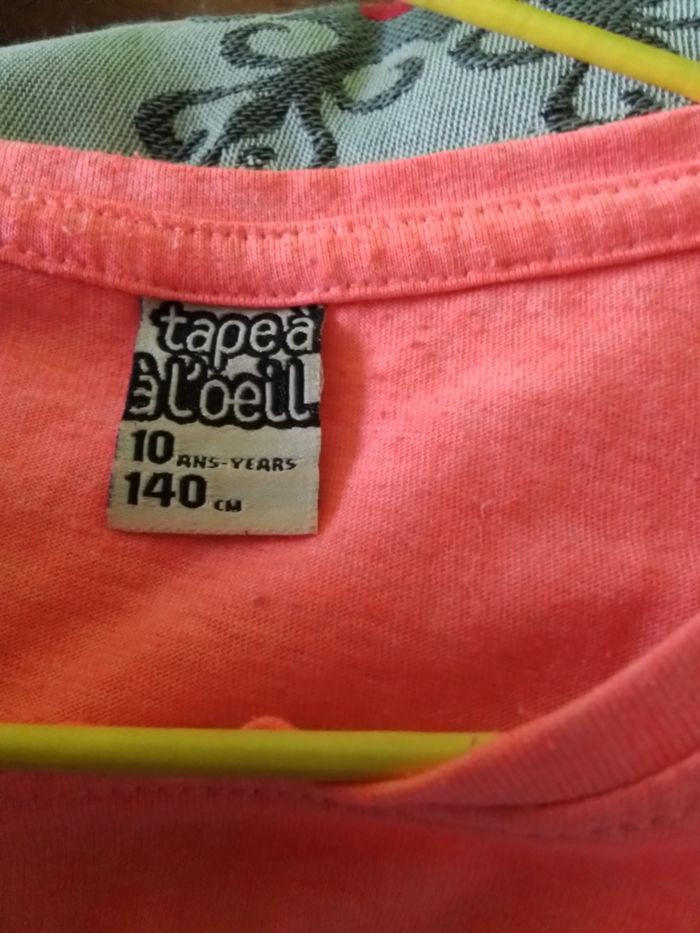 tape à
à l'oeil
10 ANS-YEARS
140 CM